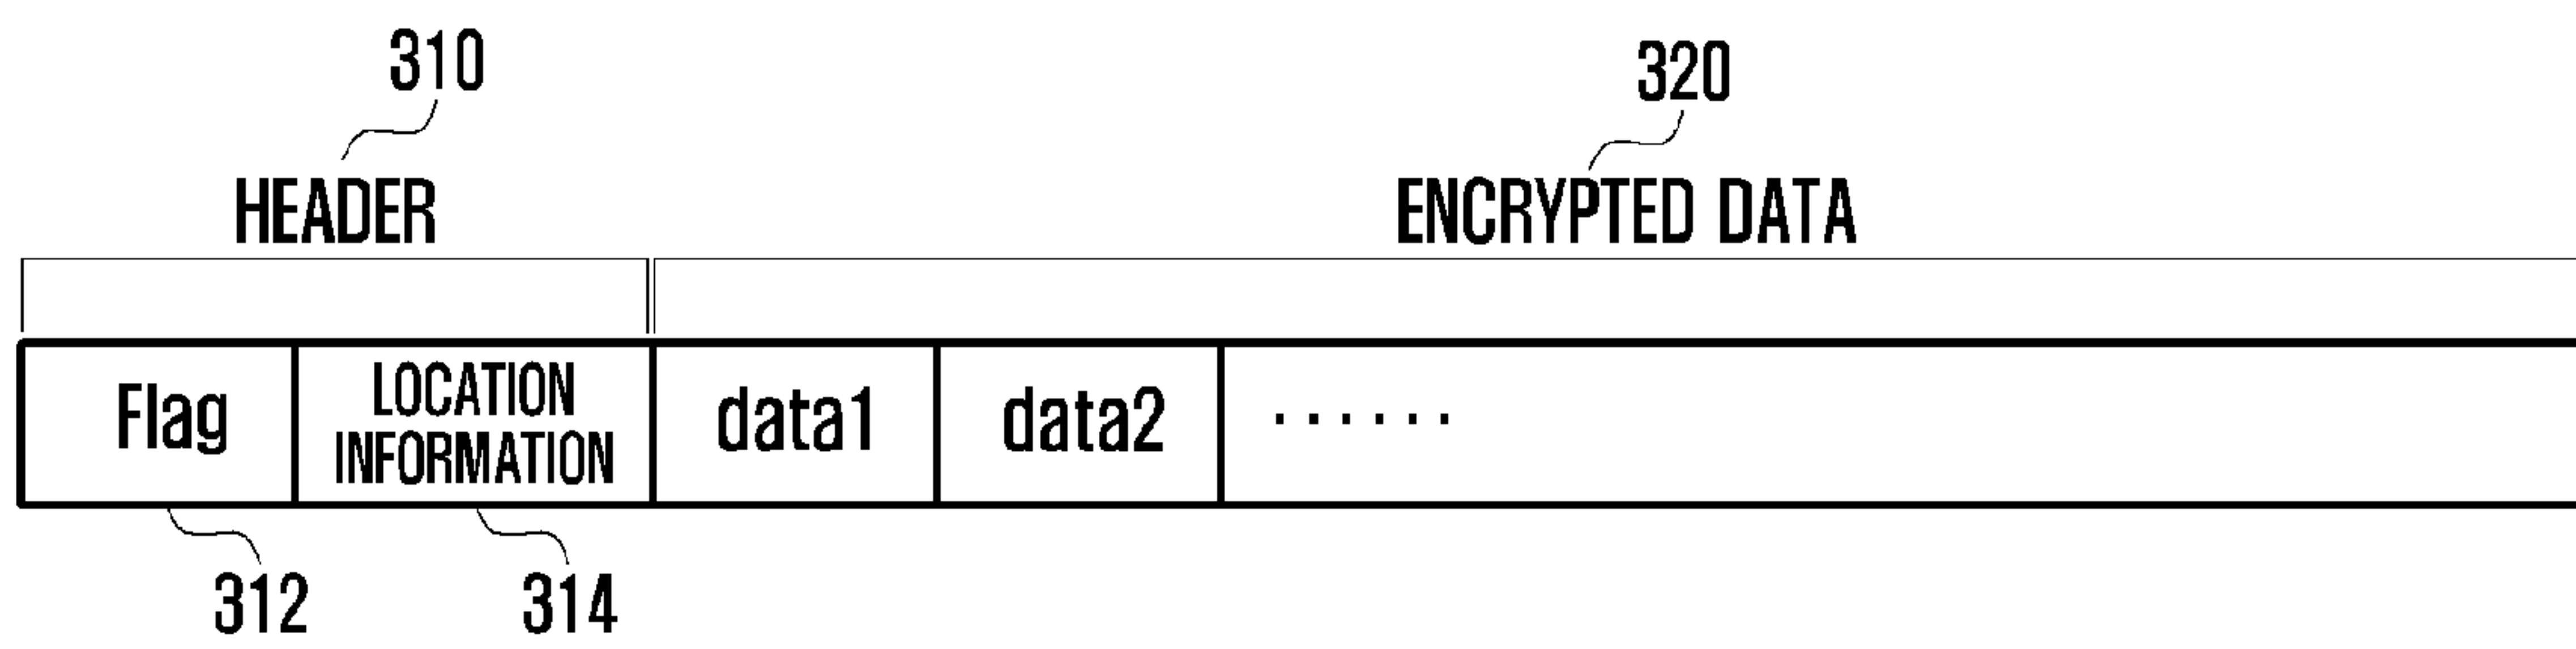 310
320
HEADER
ENCRYPTED DATA
Flag
LOCATION
INFORMATION
data1
data2
······
312
314